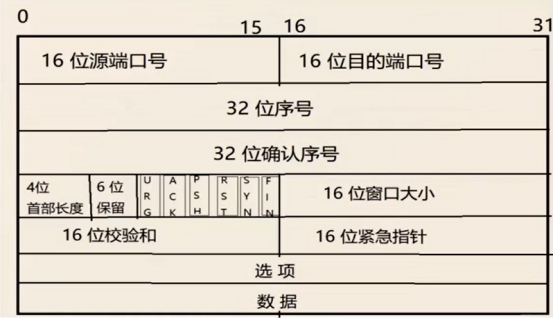 0 15 16 31
16 位源端口号 16 位目的端口号
32 位序号
32 位确认序号
4位 首部长度 6 位 保留 URG ACK PSH RST SYN FIN 16 位窗口大小
16 位校验和 16 位紧急指针
选 项
数 据